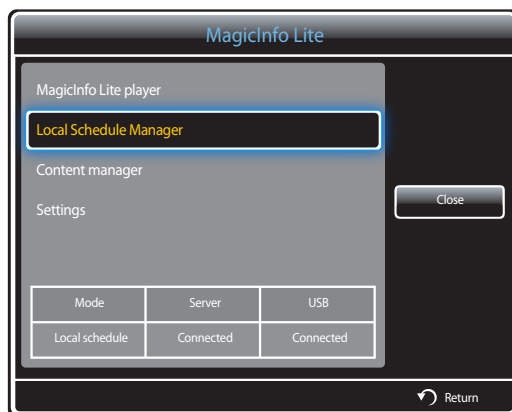 MagicInfo Lite
MagicInfo Lite player
Local Schedule Manager
Content manager
Settings
Close
Mode Server USB
Local schedule Connected Connected
Return